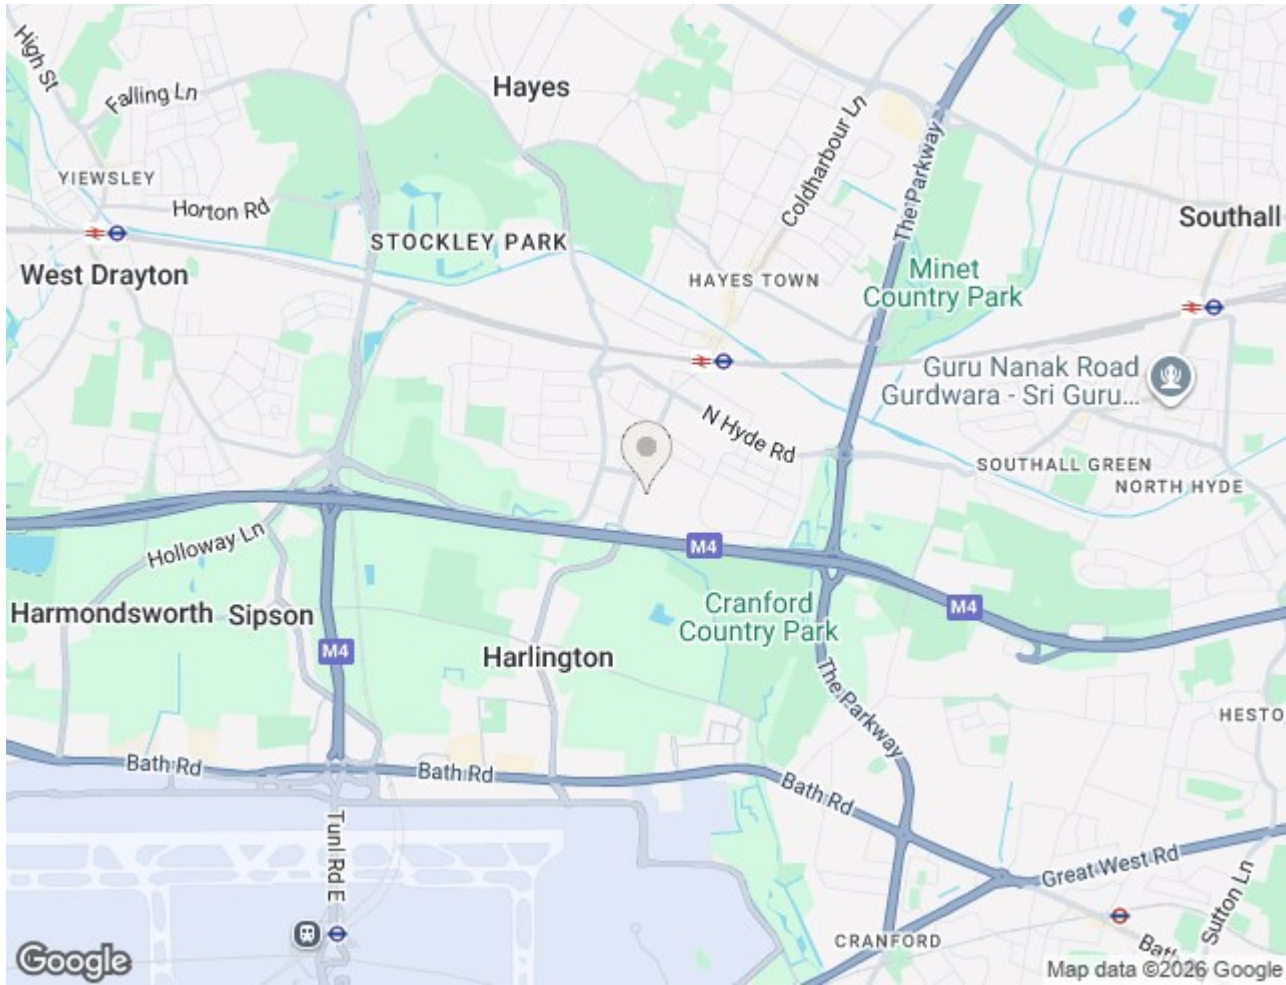 High St
Falling Ln
Hayes
Coldharbour Ln
The Parkway
YIEWSLEY
Horton Rd
STOCKLEY PARK
Southall
West Drayton
HAYES TOWN
Minet
Country Park
Guru Nanak Road
Gurdwara - Sri Guru...
N Hyde Rd
SOUTHALL GREEN
NORTH HYDE
Holloway Ln
M4
M4
Harmondsworth
Sipson
Cranford
Country Park
M4
Harlington
The Parkway
HESTO
Bath Rd
Bath Rd
Bath Rd
Tunl Rd E
Great West Rd
Sutton Ln
CRANFORD
Bath
Google
Map data ©2026 Google